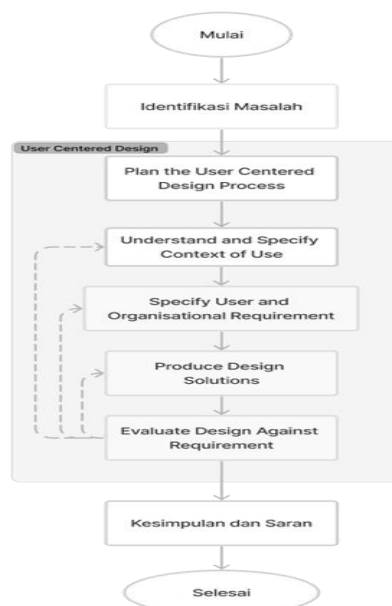 Mulai
Identifikasi Masalah
User Centered Design
Plan the User Centered
Design Process
Understand and Specify
Context of Use
Specify User and
Organisational Requirement
Produce Design
Solutions
Evaluate Design Against
Requirement
Kesimpulan dan Saran
Selesai